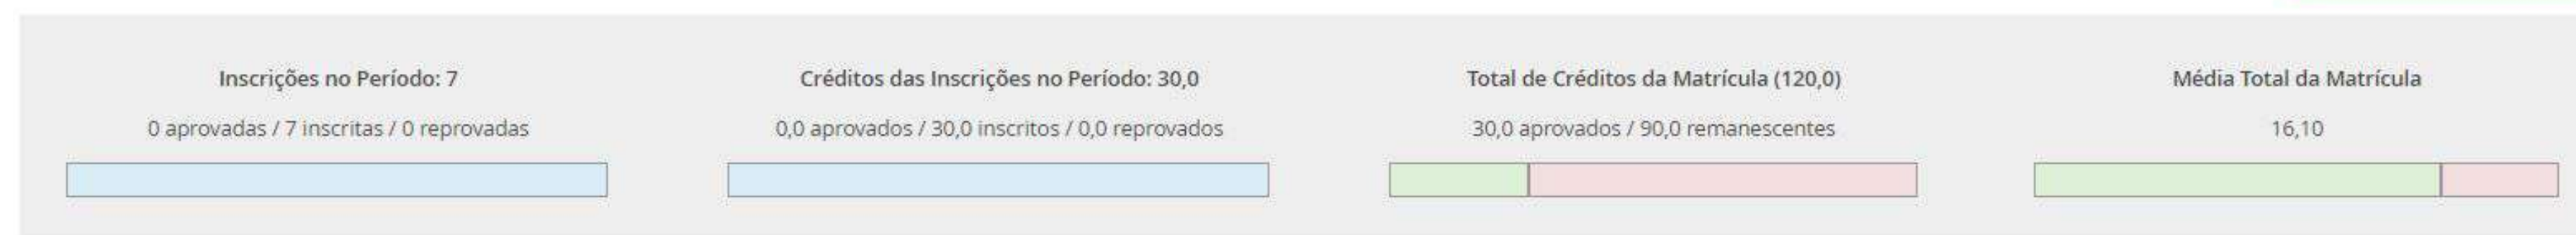 Inscrições no Período: 7
0 aprovadas / 7 inscritas / 0 reprovadas
Créditos das Inscrições no Período: 30,0
0,0 aprovados / 30,0 inscritos / 0,0 reprovados
Total de Créditos da Matrícula (120,0)
30,0 aprovados / 90,0 remanescentes
Média Total da Matrícula
16,10